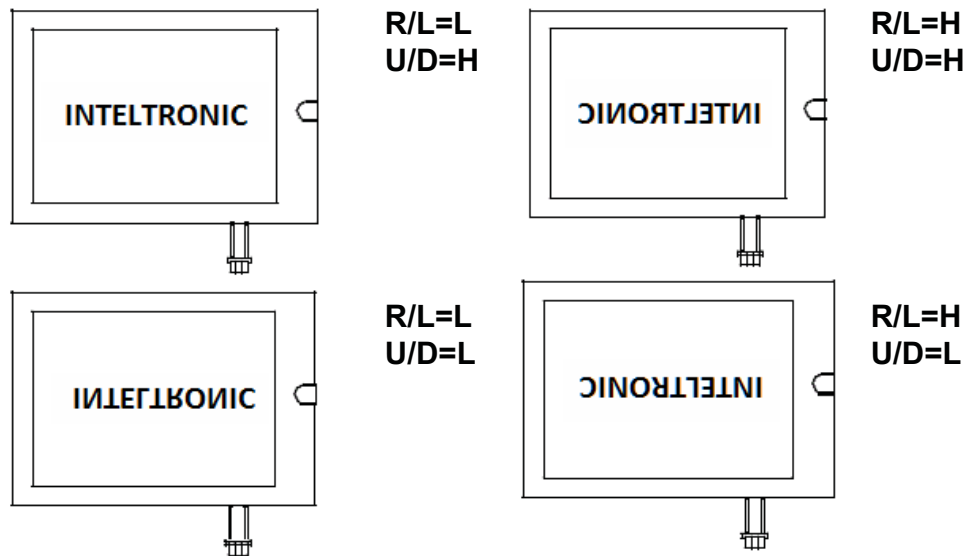 INTELTRONIC
R/L=L
U/D=H
INTELTRONIC
R/L=H
U/D=H
INTELTRONIC
R/L=L
U/D=L
INTELTRONIC
R/L=H
U/D=L